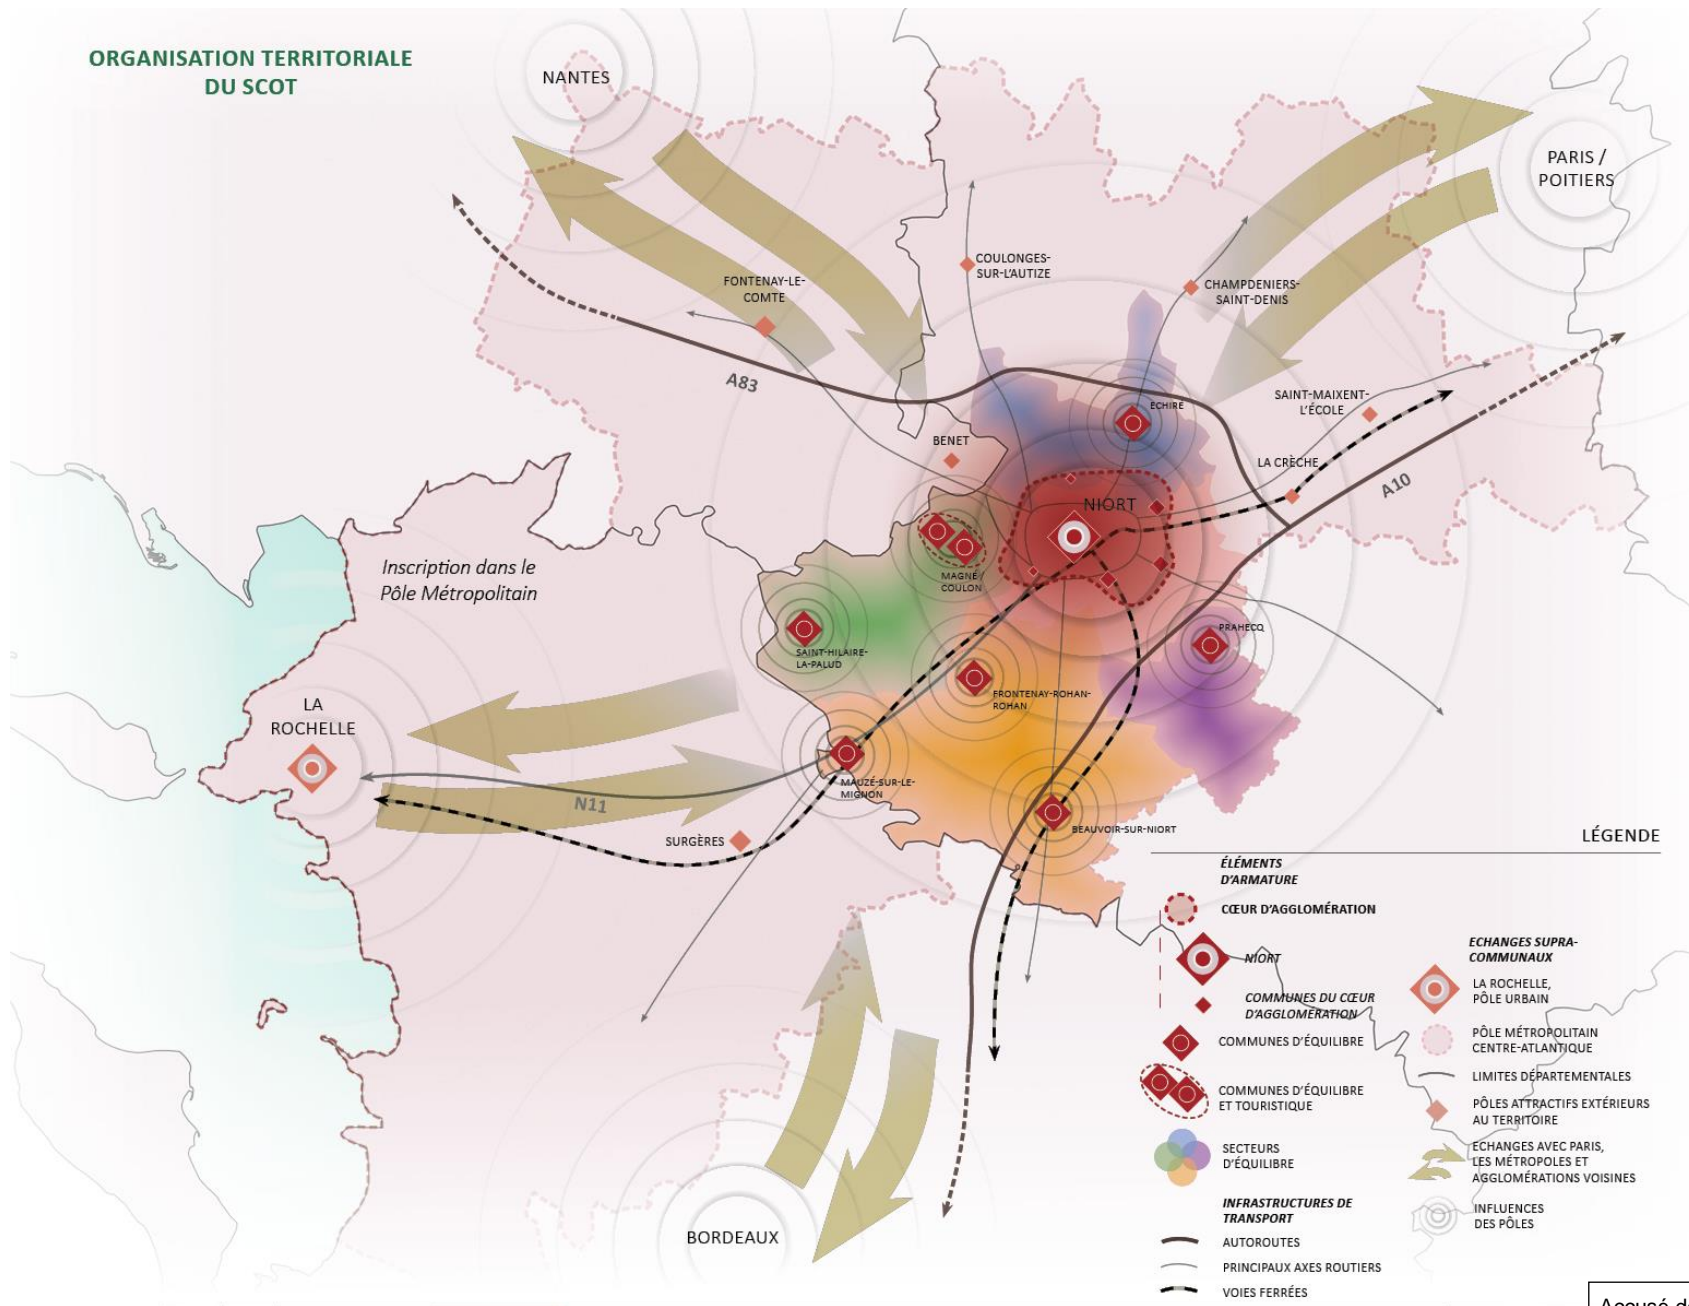 ORGANISATION TERRITORIALE
DU SCOT
NANTES
PARIS /
POITIERS
COULONGES-
SUR-L'AUTIZE
FONTENAY-LE-
COMTE
CHAMPDENIERS-
SAINT-DENIS
A83
SAINT-MAIXENT-
L'ÉCOLE
ECHIRE
BENET
LA CRÈCHE
A10
NIORT
Inscription dans le
Pôle Métropolitain
MAGNÉ/
COULON
PRAHECQ
SAINT-HILAIRE-
LA-PALUD
FRONTENAY-ROHAN-
ROHAN
LA
ROCHELLE
MAUZÉ-SUR-LE-
MIGNON
N11
SURGÈRES
BEAUVOIR-SUR-NIORT
BORDEAUX
LÉGENDE
ÉLÉMENTS
D'ARMATURE
CŒUR D'AGGLOMÉRATION
NIORT
COMMUNES DU CŒUR
D'AGGLOMÉRATION
COMMUNES D'ÉQUILIBRE
COMMUNES D'ÉQUILIBRE
ET TOURISTIQUE
SECTEURS
D'ÉQUILIBRE
INFRASTRUCTURES DE
TRANSPORT
AUTOROUTES
PRINCIPAUX AXES ROUTIERS
VOIES FERRÉES
ECHANGES SUPRA-
COMMUNAUX
LA ROCHELLE,
PÔLE URBAIN
PÔLE MÉTROPOLITAIN
CENTRE-ATLANTIQUE
LIMITES DÉPARTEMENTALES
PÔLES ATTRACTIFS EXTÉRIEURS
AU TERRITOIRE
ECHANGES AVEC PARIS,
LES MÉTROPOLES ET
AGGLOMÉRATIONS VOISINES
INFLUENCES
DES PÔLES